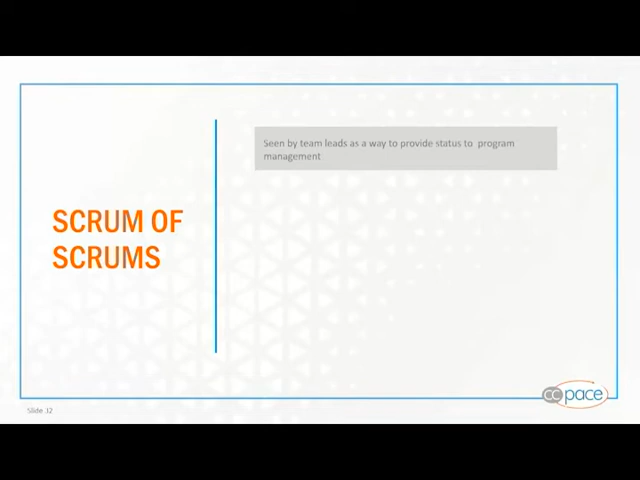 Seen by team leads as a way to provide status to program
management
SCRUM OF
SCRUMS
Slide 32
ccpace